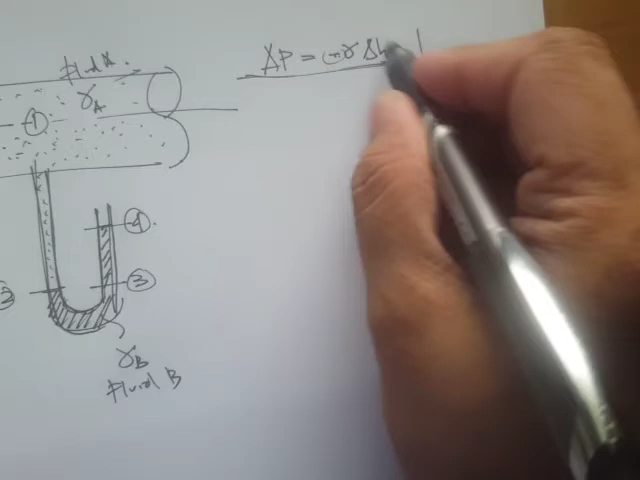 Fluid A.
ΔP = -γ Δh
γA
①
④
③
②
γB
Fluid B